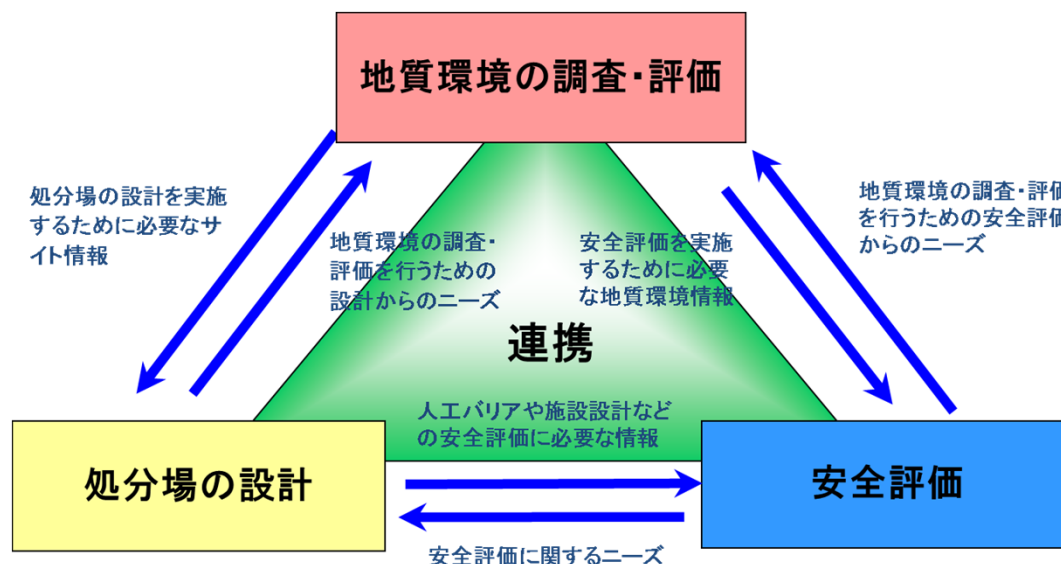 地質環境の調査・評価
処分場の設計を実施
するために必要なサ
イト情報
地質環境の調査・
評価を行うための
設計からのニーズ
安全評価を実施
するために必要
な地質環境情報
地質環境の調査・評価
を行うための安全評価
からのニーズ
連携
人工バリアや施設設計など
の安全評価に必要な情報
処分場の設計
安全評価
安全評価に関するニーズ